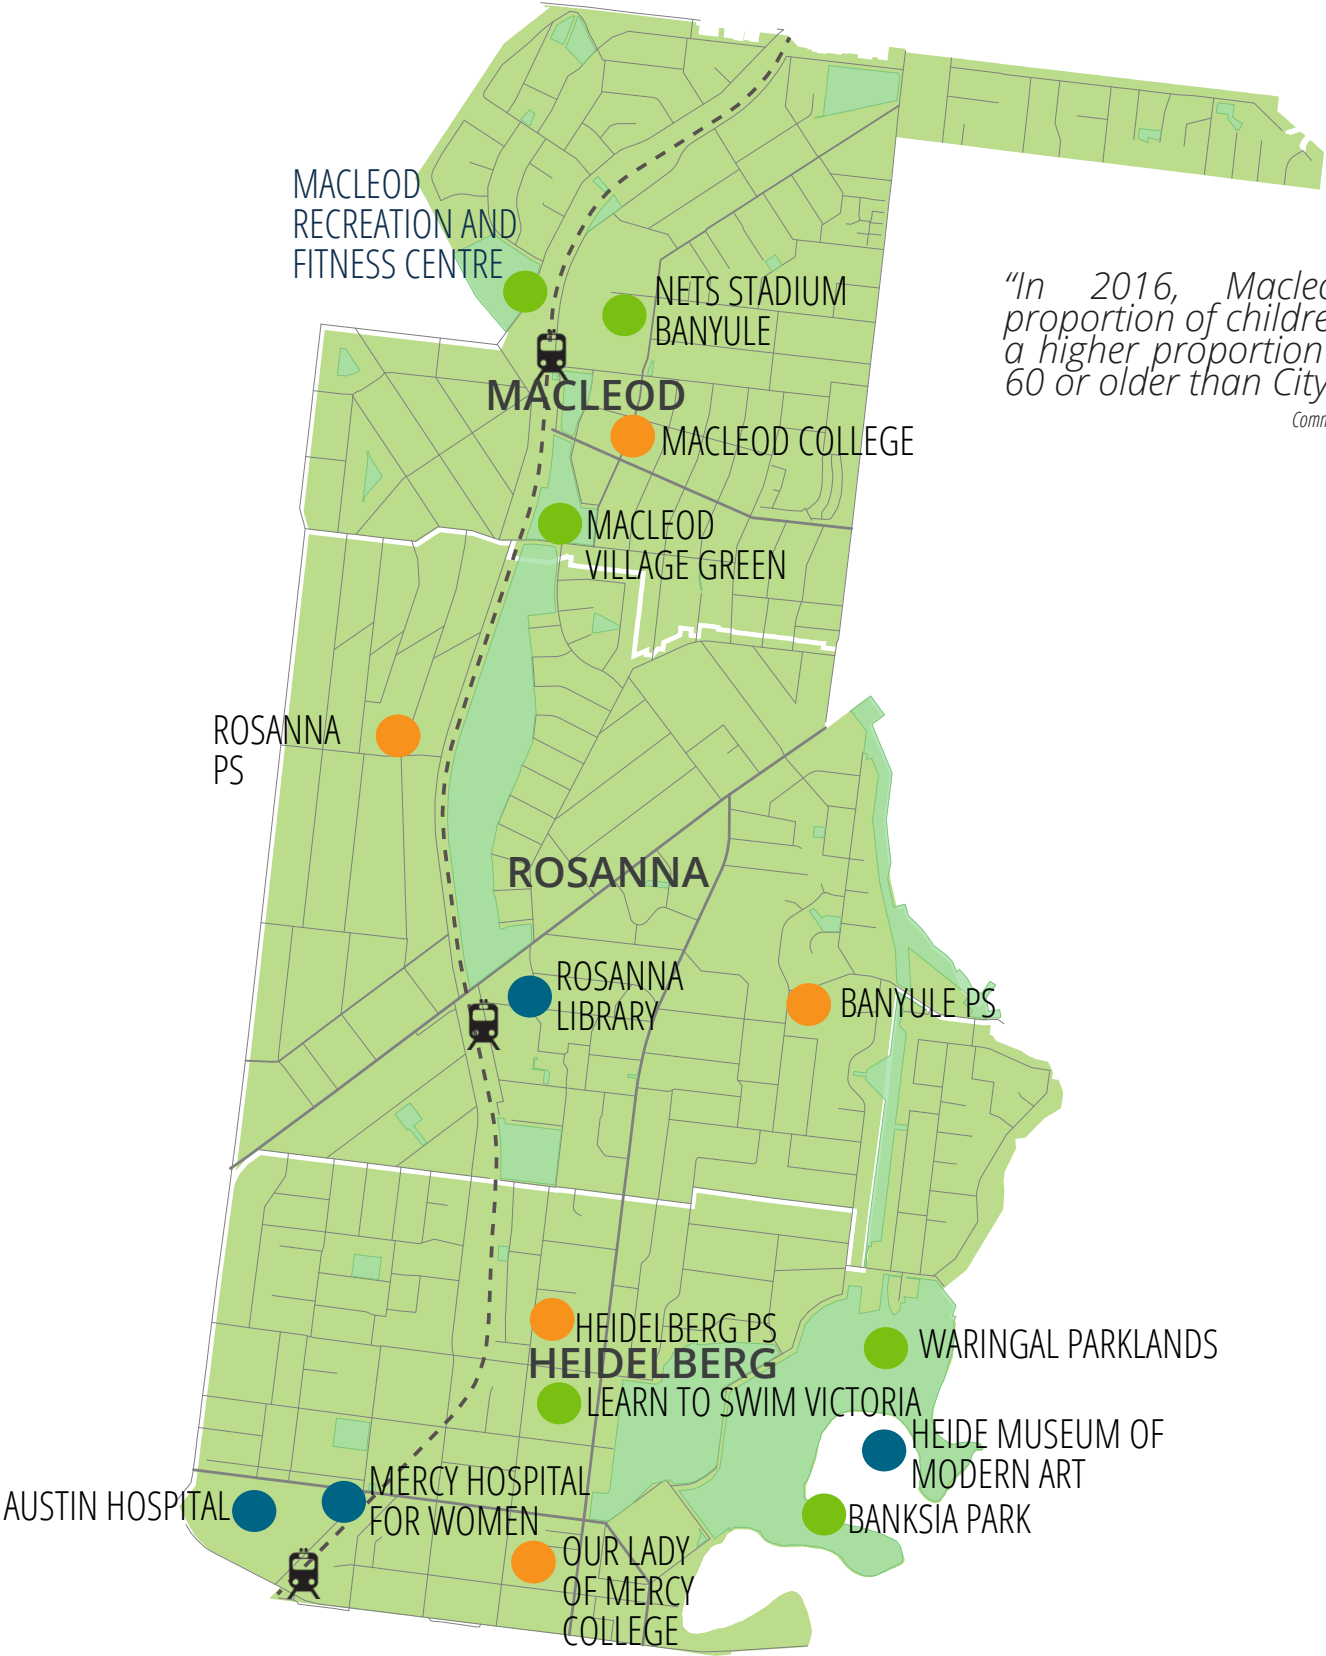 MACLEOD
RECREATION AND
FITNESS CENTRE
NETS STADIUM
BANYULE
“In 2016, Macleo
proportion of childre
a higher proportion
60 or older than City
Comm
MACLEOD
MACLEOD COLLEGE
MACLEOD
VILLAGE GREEN
ROSANNA
PS
ROSANNA
ROSANNA
LIBRARY
BANYULE PS
HEIDELBERG PS
HEIDELBERG
WARINGAL PARKLANDS
LEARN TO SWIM VICTORIA
HEIDE MUSEUM OF
MODERN ART
MERCY HOSPITAL
FOR WOMEN
AUSTIN HOSPITAL
BANKSIA PARK
OUR LADY
OF MERCY
COLLEGE